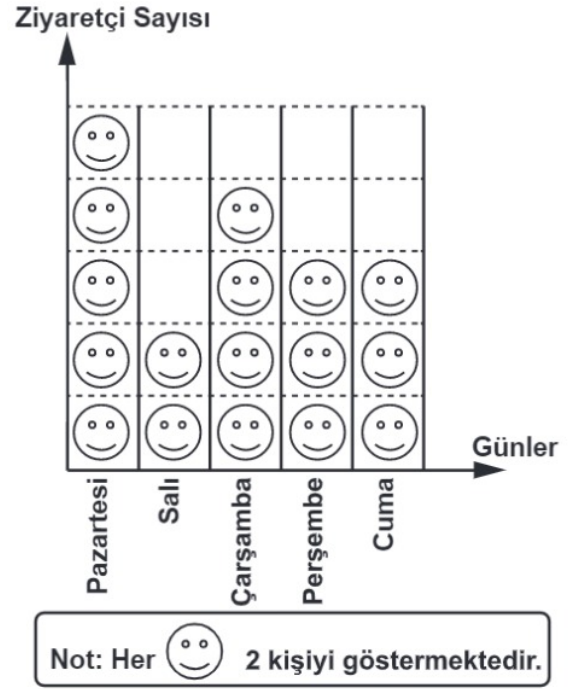 Ziyaretçi Sayısı
Günler
Pazartesi
Salı
Çarşamba
Perşembe
Cuma
Not: Her 2 kişiyi göstermektedir.